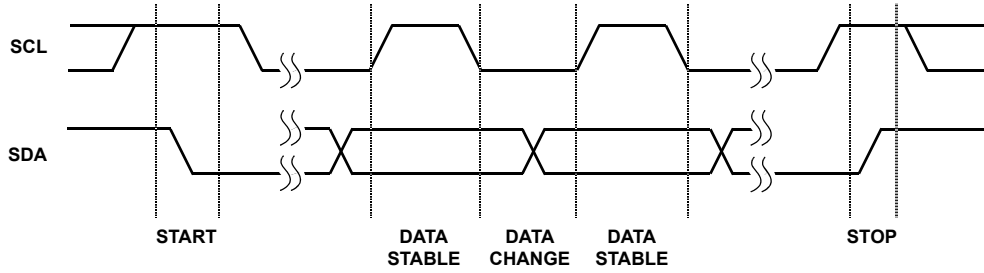 SCL
SDA
START
DATA
STABLE
DATA
CHANGE
DATA
STABLE
STOP